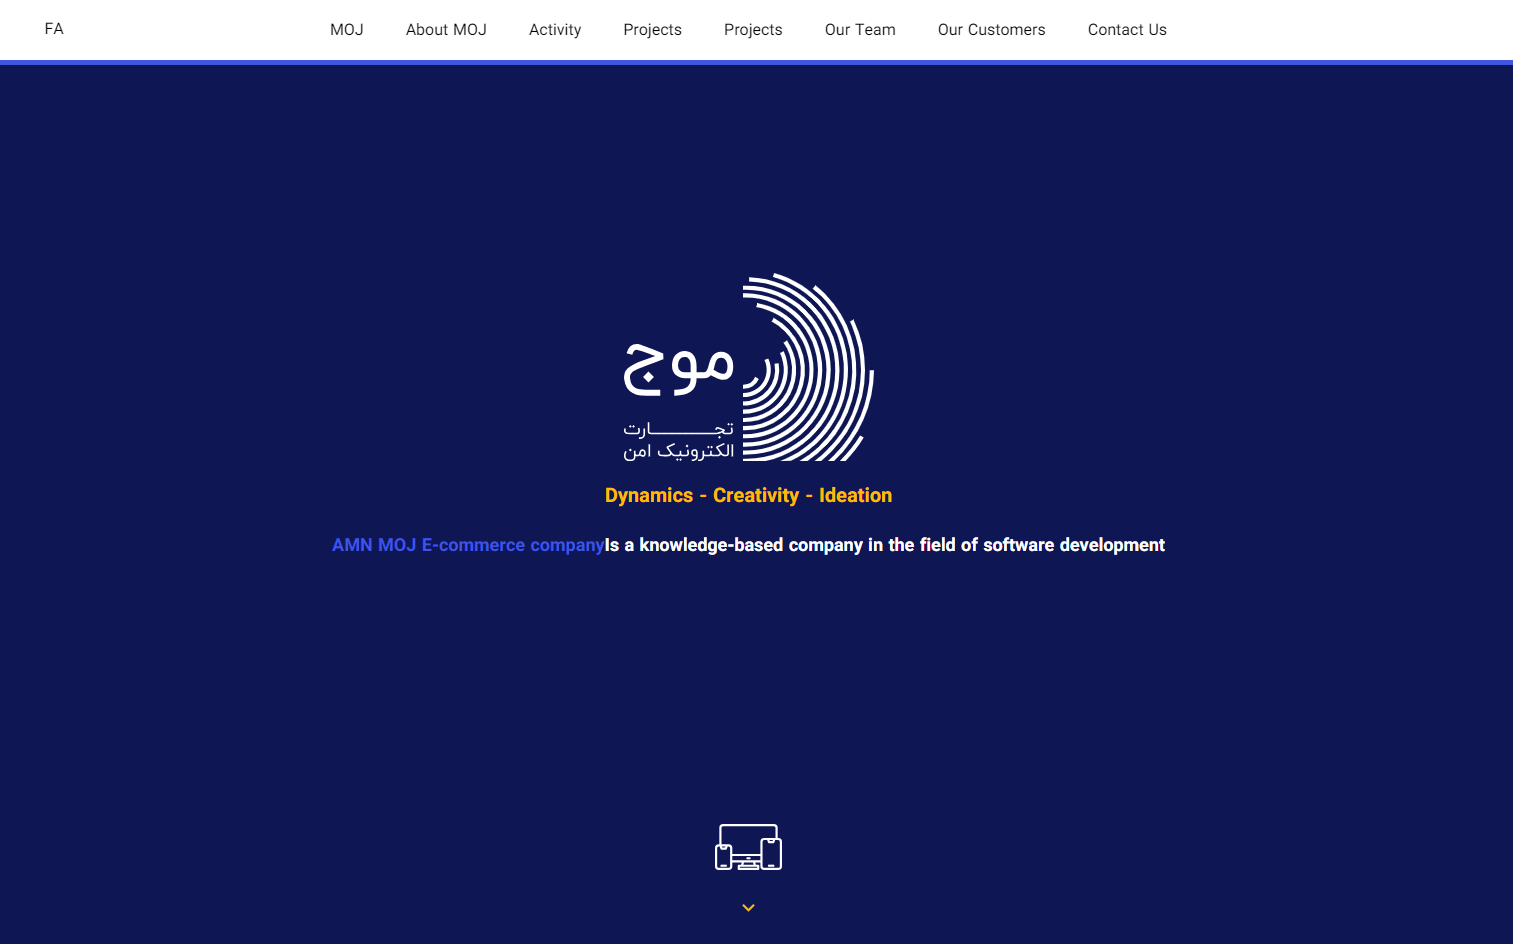 FA
MOJ About MOJ Activity Projects Projects Our Team Our Customers Contact Us
موج
تجـــــــــــارت
الکترونیک امن
Dynamics - Creativity - Ideation
AMN MOJ E-commerce companyIs a knowledge-based company in the field of software development